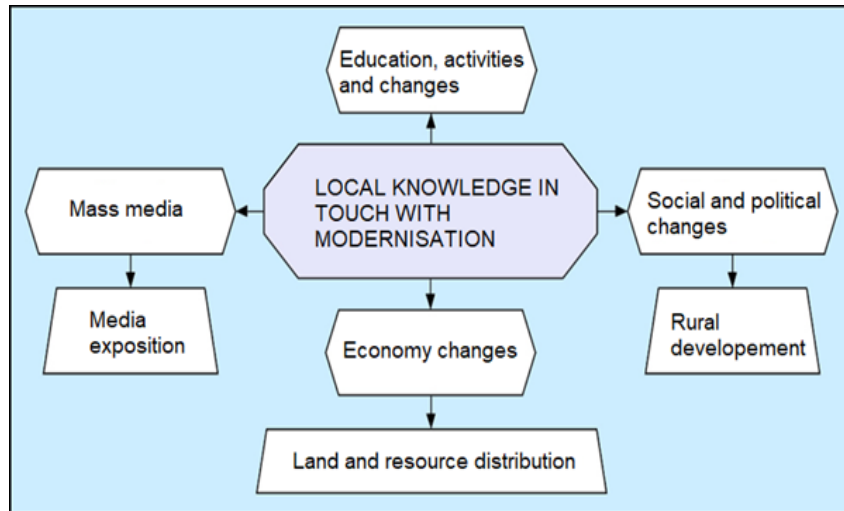 Education, activities
and changes
LOCAL KNOWLEDGE IN
TOUCH WITH
MODERNISATION
Mass media
Social and political
changes
Media
exposition
Economy changes
Rural
developement
Land and resource distribution